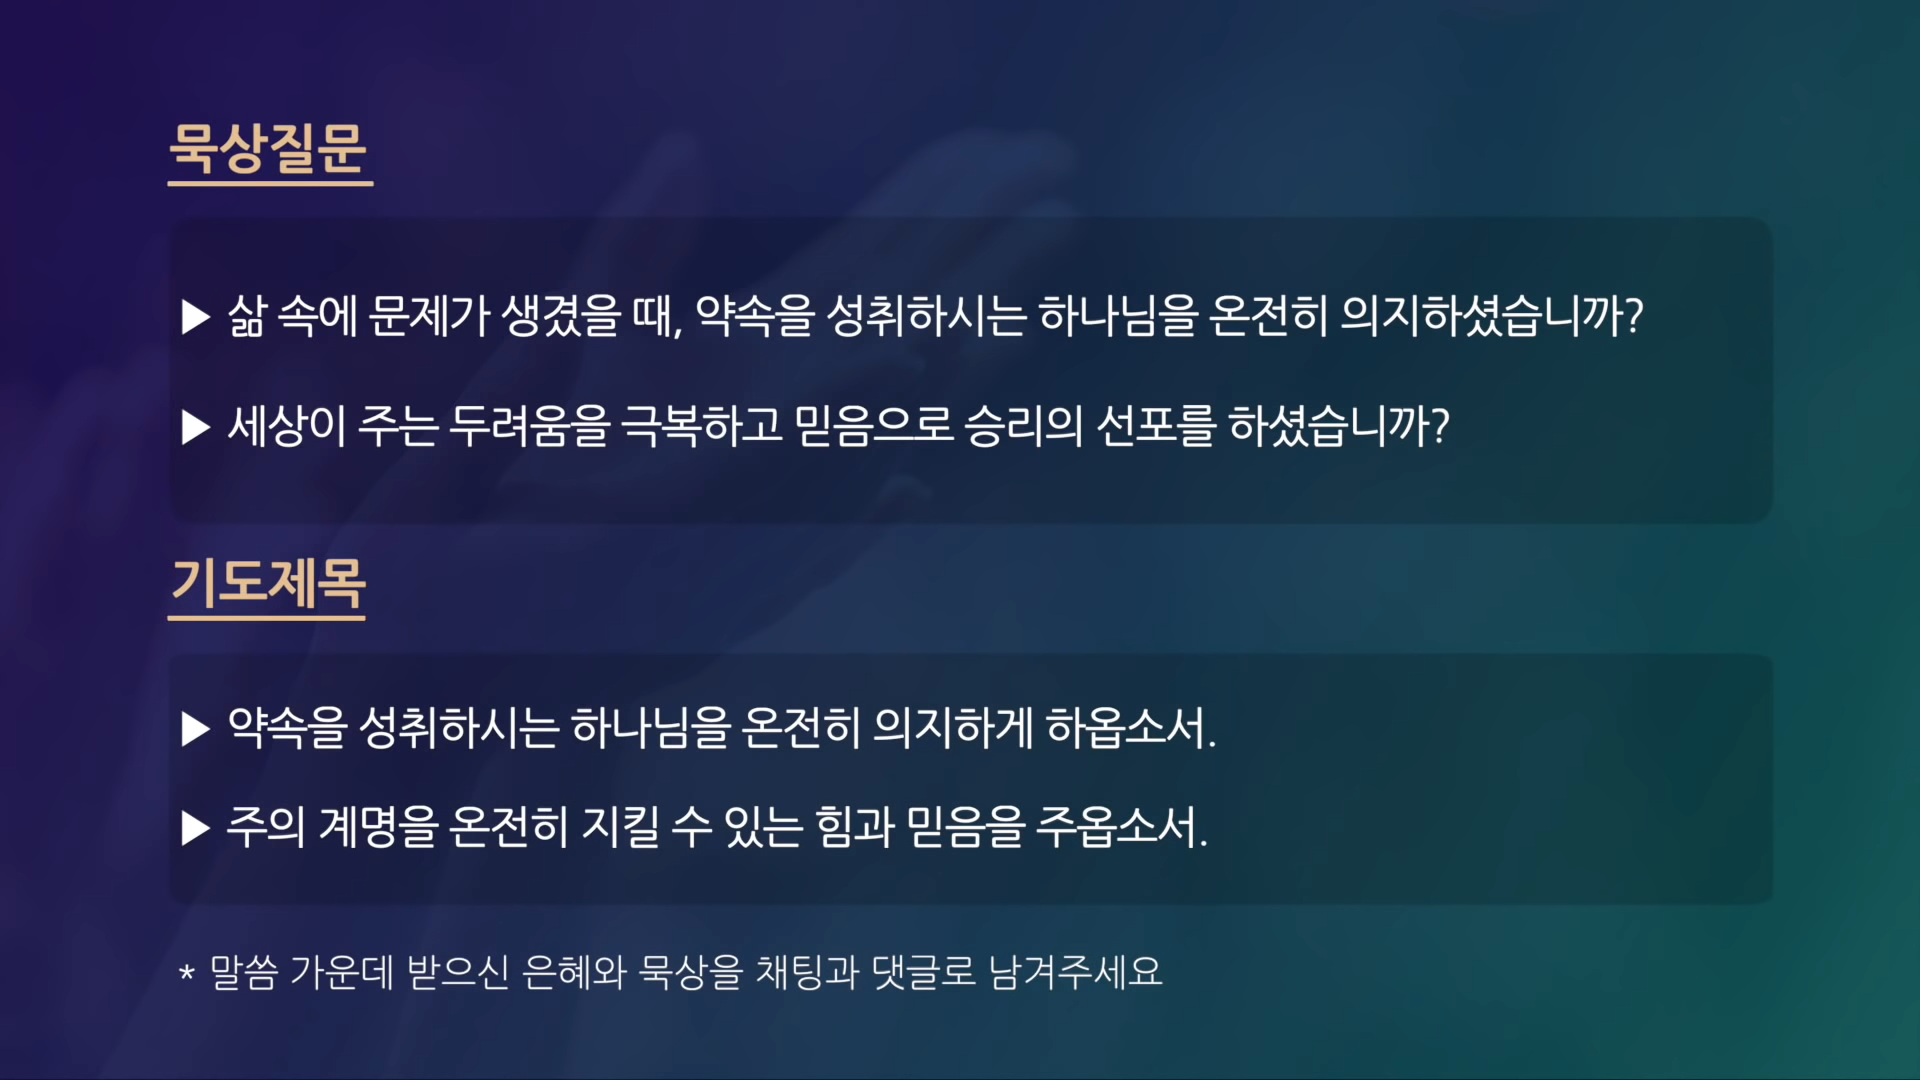 묵상질문
▶ 삶 속에 문제가 생겼을 때, 약속을 성취하시는 하나님을 온전히 의지하셨습니까?
▶ 세상이 주는 두려움을 극복하고 믿음으로 승리의 선포를 하셨습니까?
기도제목
▶ 약속을 성취하시는 하나님을 온전히 의지하게 하옵소서.
▶ 주의 계명을 온전히 지킬 수 있는 힘과 믿음을 주옵소서.
* 말씀 가운데 받으신 은혜와 묵상을 채팅과 댓글로 남겨주세요